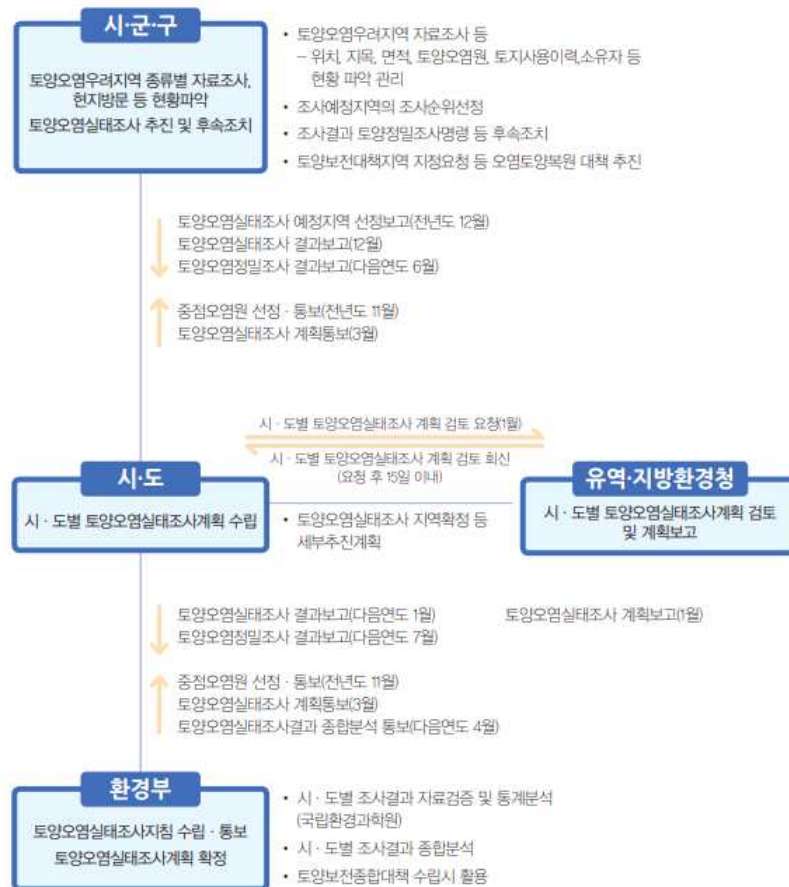 시·군·구
토양오염우려지역 종류별 자료조사,
현지방문 등 현황파악
토양오염실태조사 추진 및 후속조치
• 토양오염우려지역 자료조사 등
– 위치, 지목, 면적, 토양오염원, 토지사용이력,소유자 등
현황 파악 관리
• 조사예정지역의 조사순위선정
• 조사결과 토양정밀조사명령 등 후속조치
• 토양보전대책지역 지정요청 등 오염토양복원 대책 추진
토양오염실태조사 예정지역 선정보고(전년도 12월)
토양오염실태조사 결과보고(12월)
토양오염정밀조사 결과보고(다음연도 6월)
중점오염원 선정 · 통보(전년도 11월)
토양오염실태조사 계획통보(3월)
시 · 도별 토양오염실태조사 계획 검토 요청(1월)
시 · 도별 토양오염실태조사 계획 검토 회신
(요청 후 15일 이내)
시·도
시 · 도별 토양오염실태조사계획 수립
• 토양오염실태조사 지역확정 등
세부추진계획
유역·지방환경청
시 · 도별 토양오염실태조사계획 검토
및 계획보고
토양오염실태조사 결과보고(다음연도 1월)
토양오염정밀조사 결과보고(다음연도 7월)
토양오염실태조사 계획보고(1월)
중점오염원 선정 · 통보(전년도 11월)
토양오염실태조사 계획통보(3월)
토양오염실태조사결과 종합분석 통보(다음연도 4월)
환경부
토양오염실태조사지침 수립 · 통보
토양오염실태조사계획 확정
• 시 · 도별 조사결과 자료검증 및 통계분석
(국립환경과학원)
• 시 · 도별 조사결과 종합분석
• 토양보전종합대책 수립시 활용